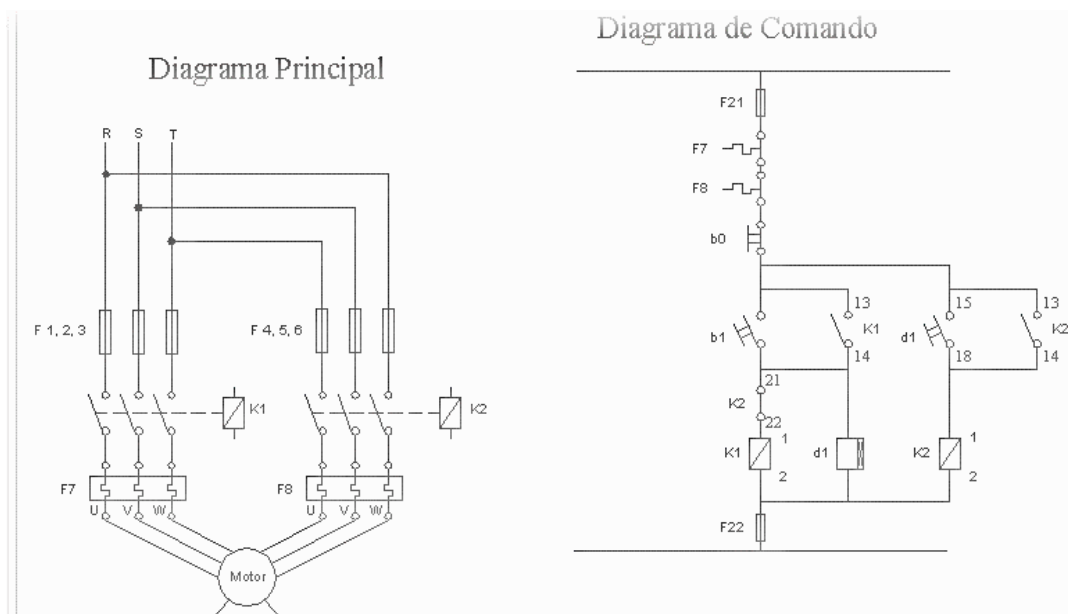 Diagrama Principal
R S T
F 1, 2, 3
F 4, 5, 6
K1
K2
F7
F8
U V W
U V W
Motor
Diagrama de Comando
F21
F7
F8
b0
13 15 13
b1 K1 d1 K2
14 18 14
21
K2
22
K1 1 d1 K2 1
2 2
F22